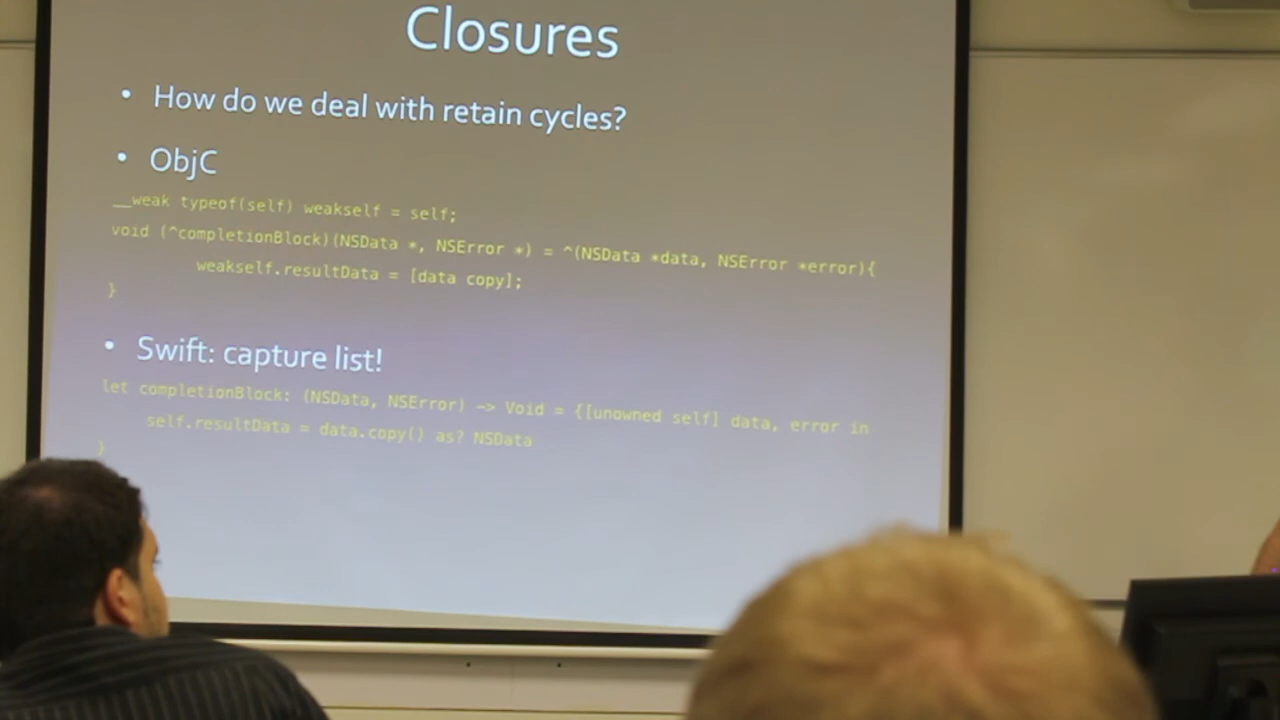 Closures
• How do we deal with retain cycles?
• ObjC
__weak typeof(self) weakself = self;
void (^completionBlock)(NSData *, NSError *) = ^(NSData *data, NSError *error){
weakself.resultData = [data copy];
}
• Swift: capture list!
let completionBlock: (NSData, NSError) -> Void = {[unowned self] data, error in
self.resultData = data.copy() as? NSData
}